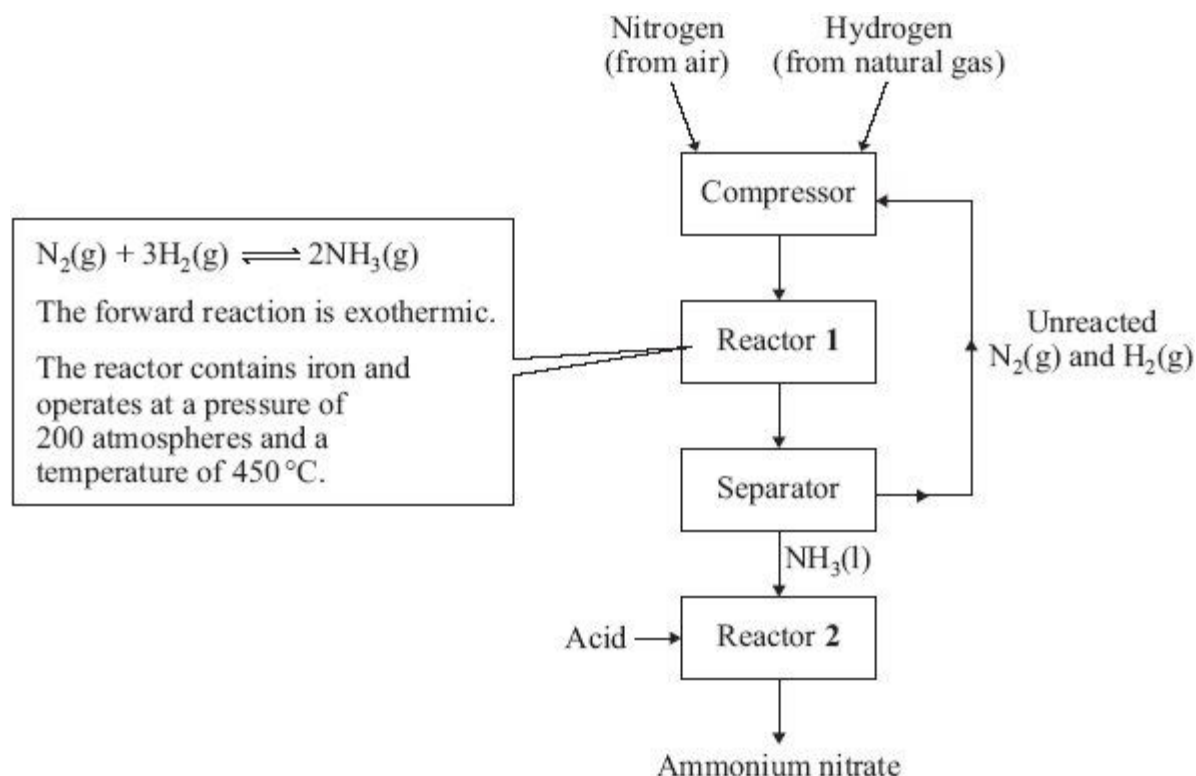 Nitrogen
(from air)
Hydrogen
(from natural gas)
Compressor
N₂(g) + 3H₂(g) ⇌ 2NH₃(g)
The forward reaction is exothermic.
The reactor contains iron and
operates at a pressure of
200 atmospheres and a
temperature of 450 °C.
Reactor 1
Unreacted
N₂(g) and H₂(g)
Separator
NH₃(l)
Acid
Reactor 2
Ammonium nitrate